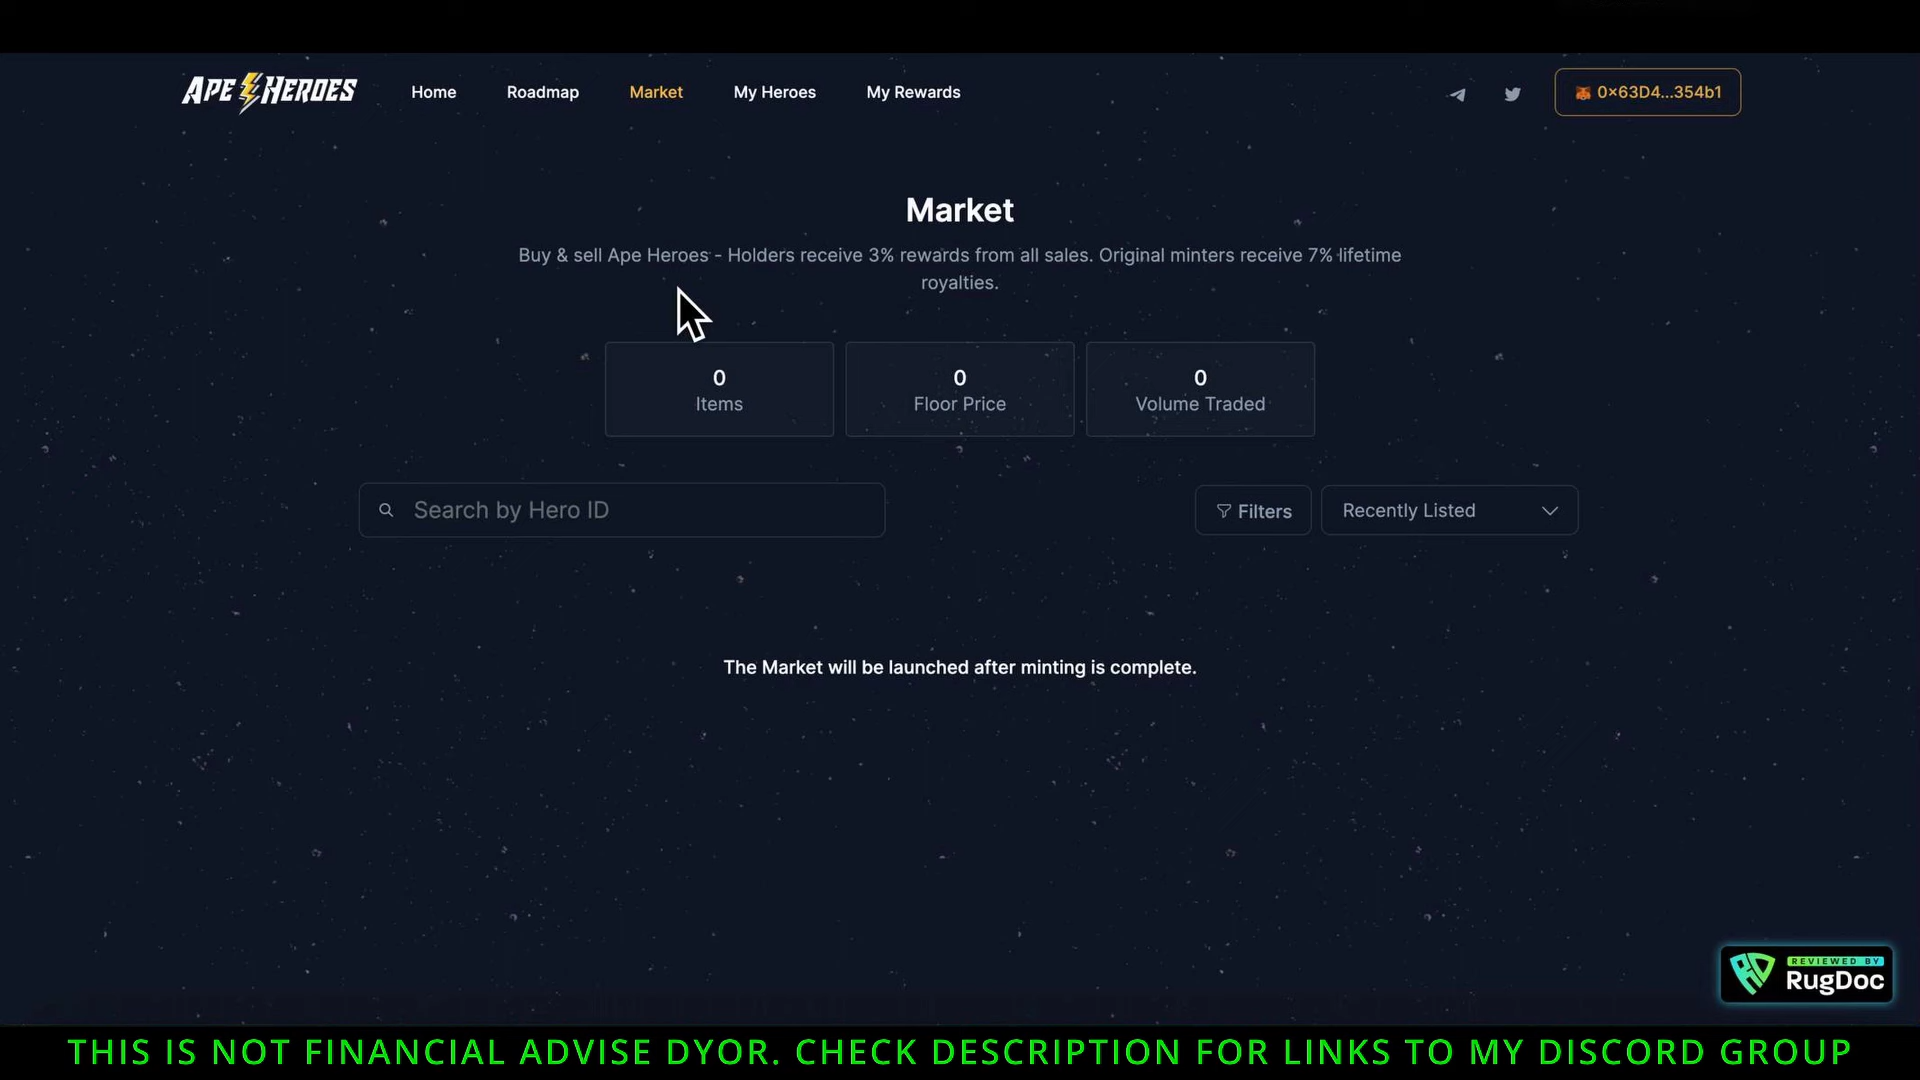 APE HEROES
Home
Roadmap
Market
My Heroes
My Rewards
0×63D4...354b1
Market
Buy & sell Ape Heroes - Holders receive 3% rewards from all sales. Original minters receive 7% lifetime
royalties.
0
Items
0
Floor Price
0
Volume Traded
Search by Hero ID
Filters
Recently Listed
The Market will be launched after minting is complete.
REVIEWED BY
RugDoc
THIS IS NOT FINANCIAL ADVISE DYOR. CHECK DESCRIPTION FOR LINKS TO MY DISCORD GROUP